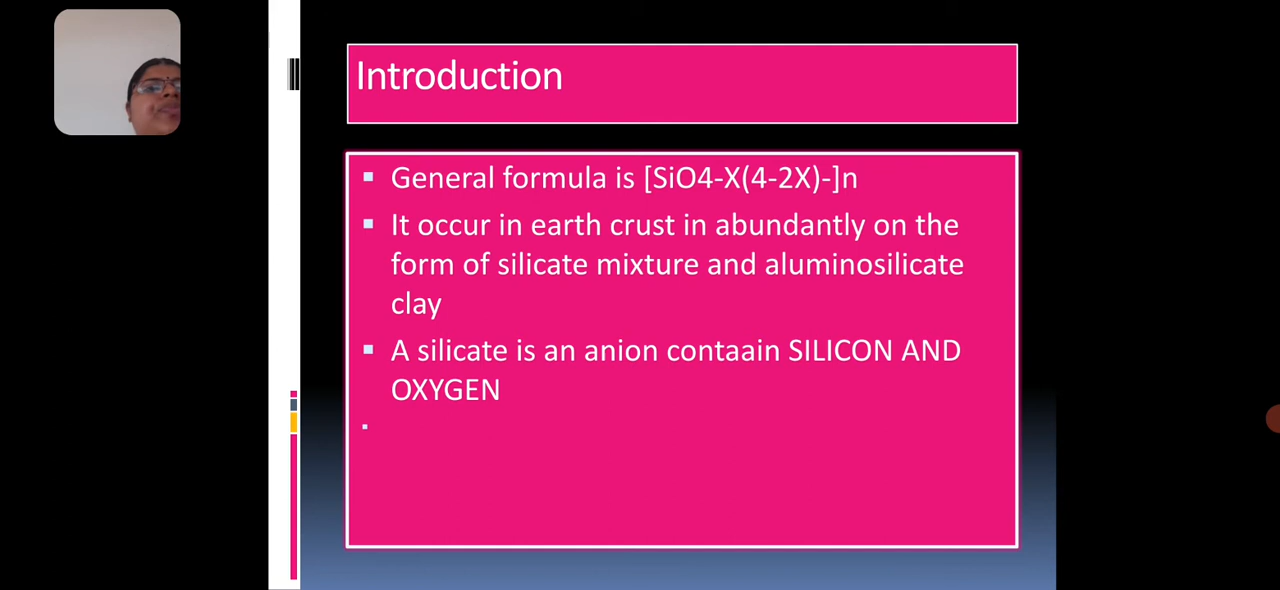 Introduction
General formula is [SiO4-X(4-2X)-]n
It occur in earth crust in abundantly on the
form of silicate mixture and aluminosilicate
clay
A silicate is an anion contaain SILICON AND
OXYGEN